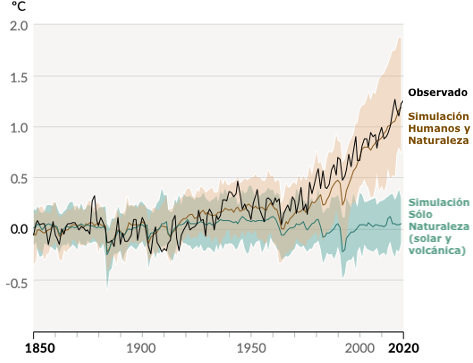 °C
2.0
1.5
1.0
0.5
0.0
-0.5
1850
1900
1950
2000
2020
Observado
Simulación
Humanos y
Naturaleza
Simulación
Sólo
Naturaleza
(solar y
volcánica)